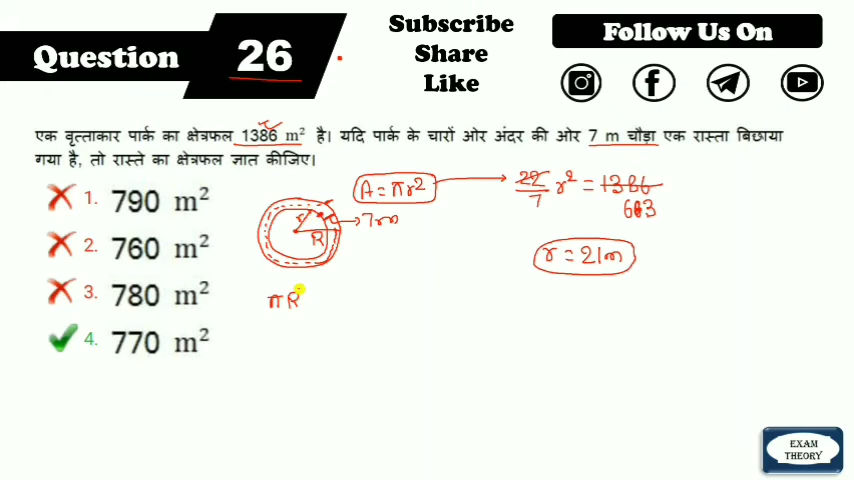 Question 26
Subscribe
Share
Like
Follow Us On
एक वृत्ताकार पार्क का क्षेत्रफल 1386 m² है। यदि पार्क के चारों ओर अंदर की ओर 7 m चौड़ा एक रास्ता बिछाया
गया है, तो रास्ते का क्षेत्रफल ज्ञात कीजिए।
1. 790 m²
2. 760 m²
3. 780 m²
4. 770 m²
A = πr²
22/7 r² = 1386
63
r
R
7m
r = 21m
πR
EXAM
THEORY